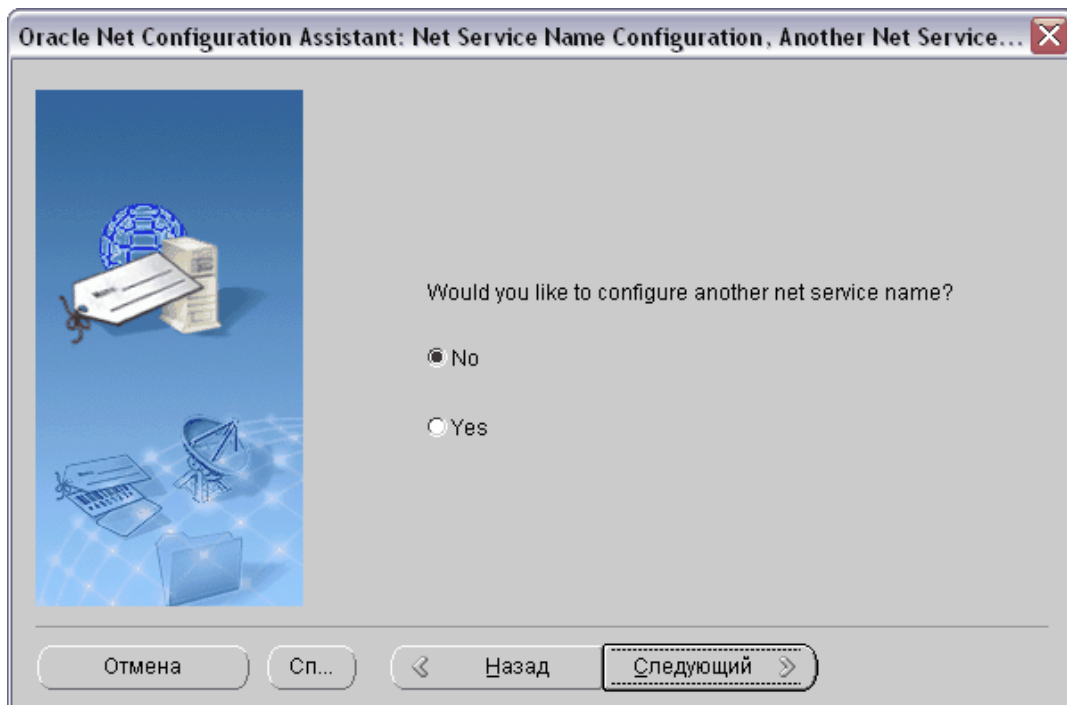 Oracle Net Configuration Assistant: Net Service Name Configuration, Another Net Service...
Would you like to configure another net service name?
No
Yes
Отмена
Сп...
Назад
Следующий